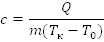 c = Q / m(Tк − T0)